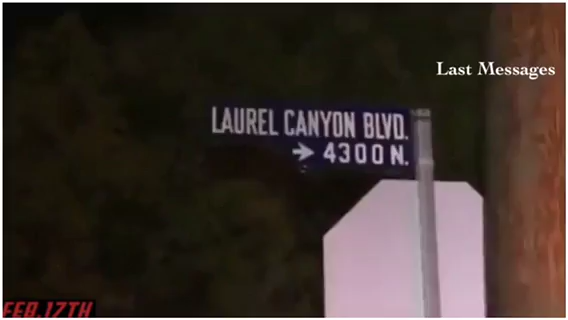 Last Messages
LAUREL CANYON BLVD.
→ 4300 N.
FEB.17TH